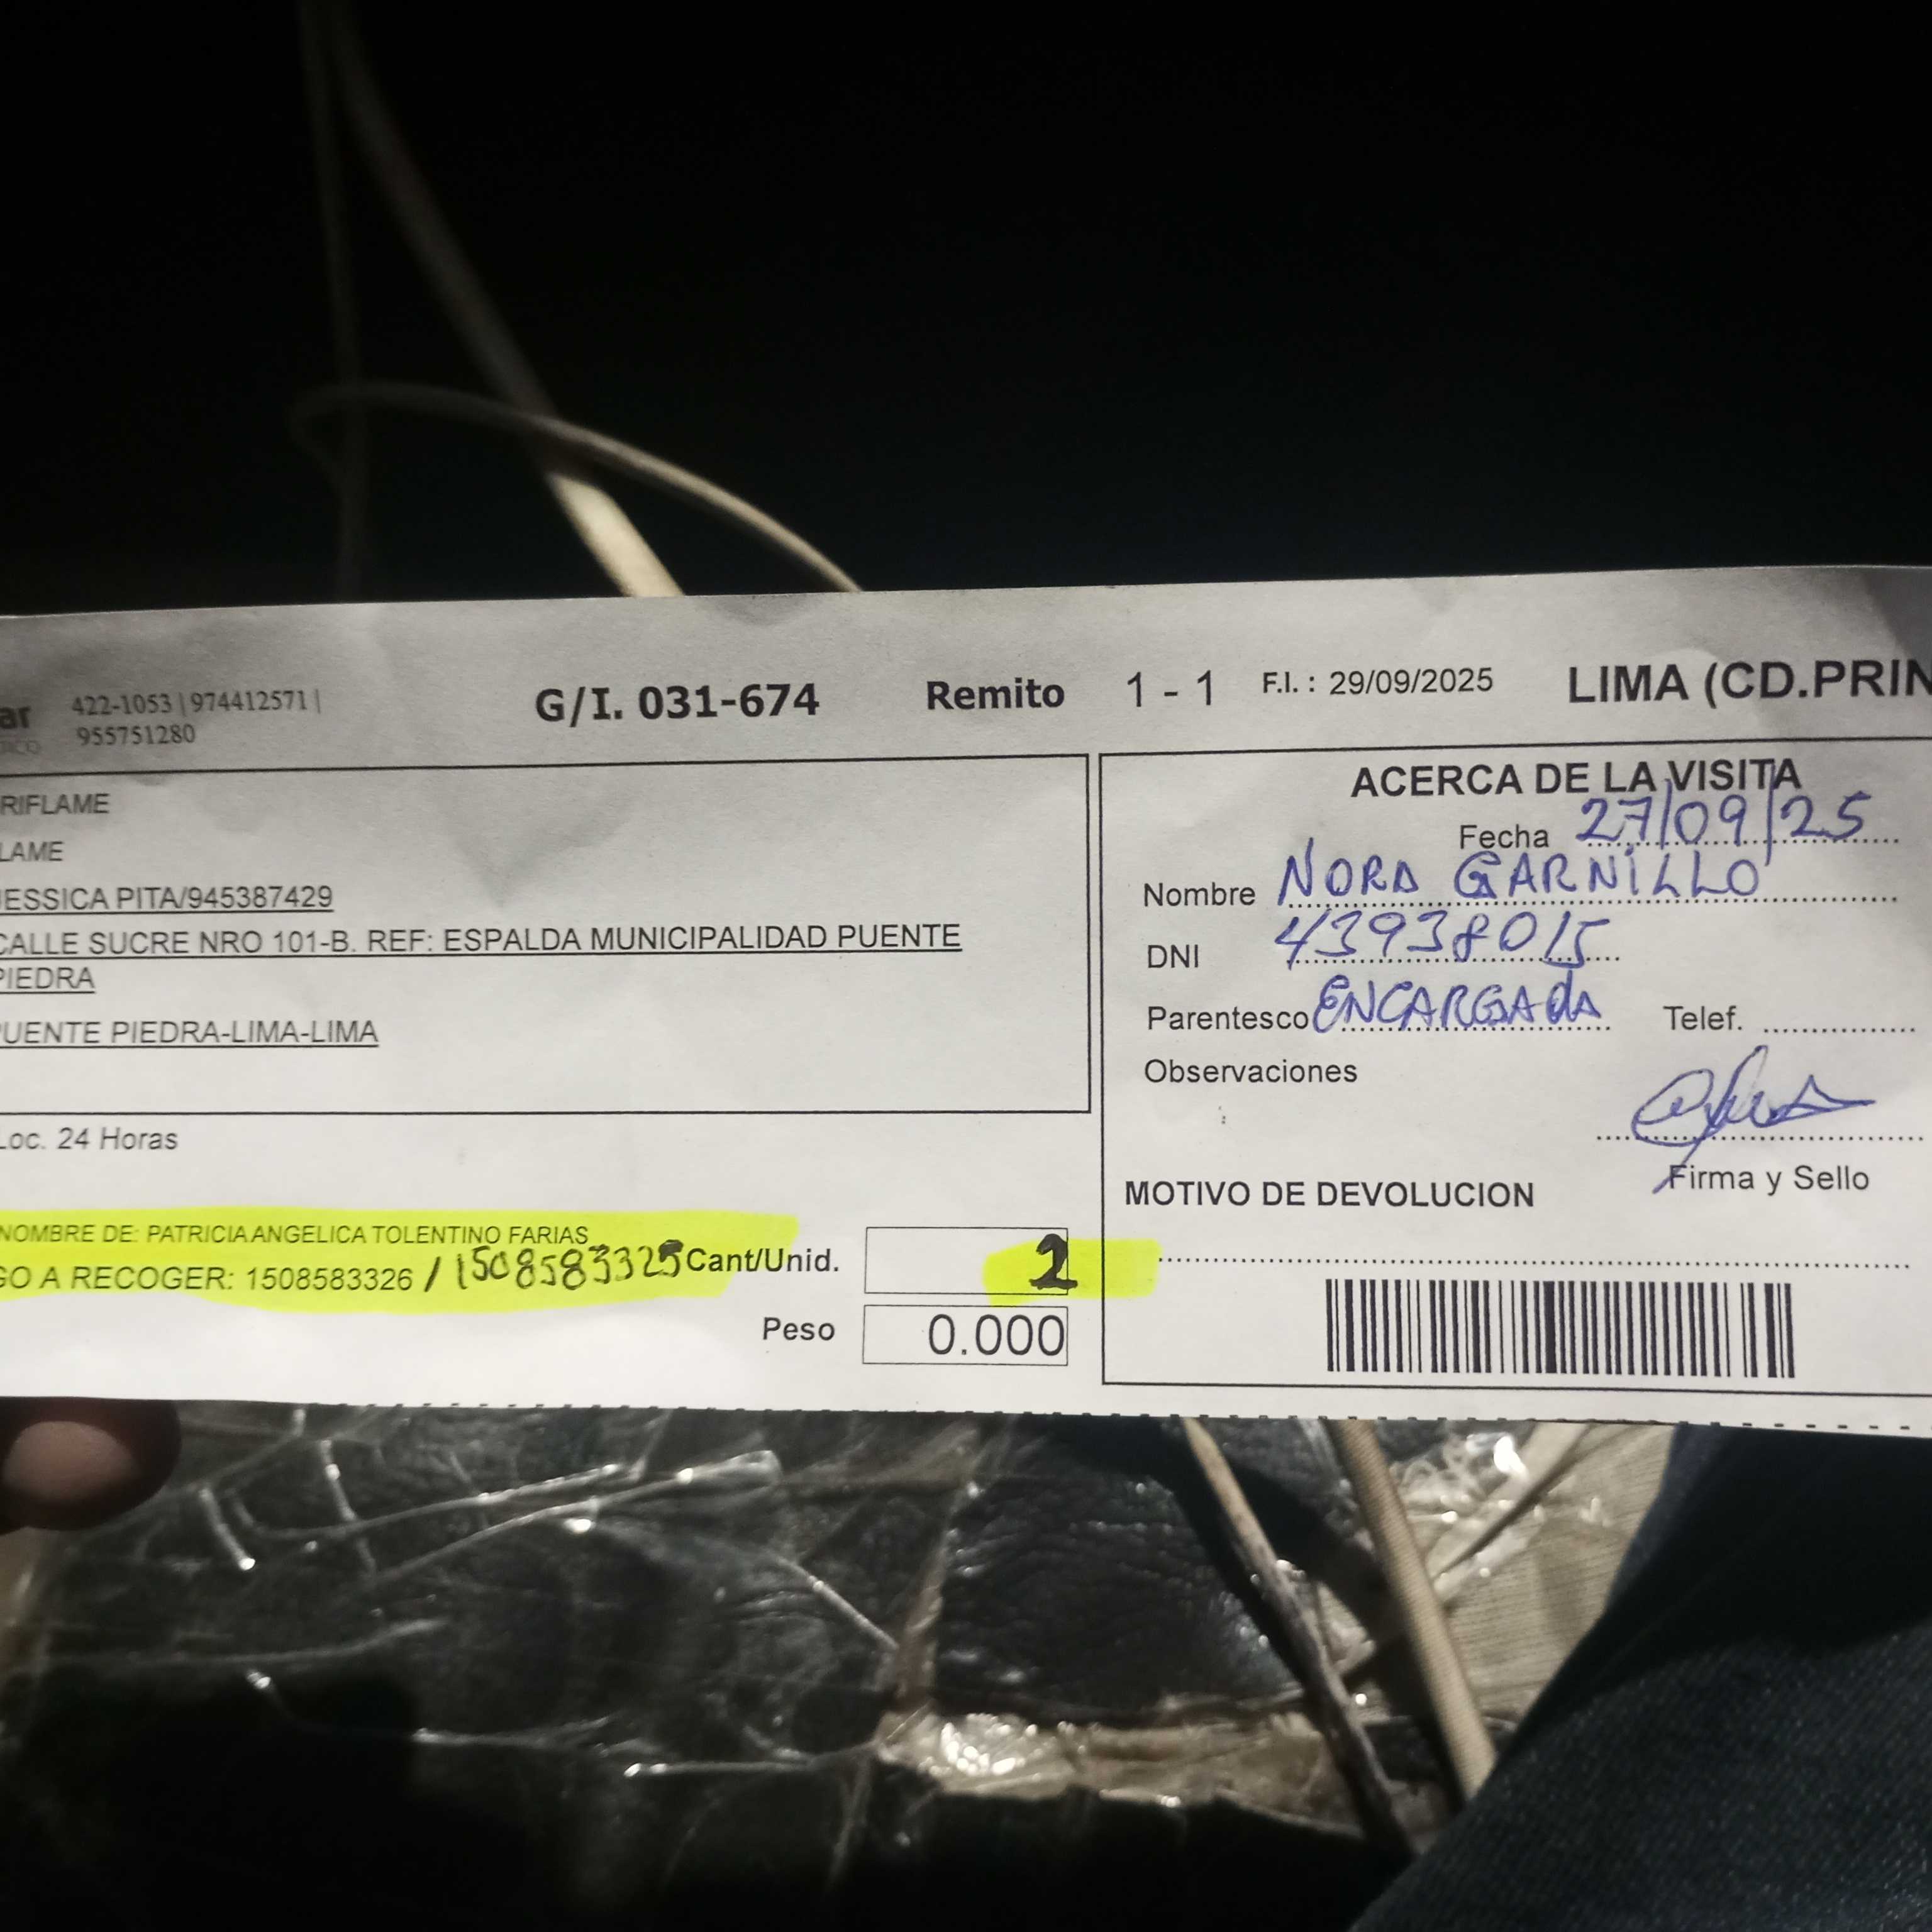 ar 422-1053 | 974412571 |
955751280
G/I. 031-674 Remito 1 - 1 F.I. : 29/09/2025 LIMA (CD.PRIN
RIFLAME
LAME
JESSICA PITA/945387429
CALLE SUCRE NRO 101-B. REF: ESPALDA MUNICIPALIDAD PUENTE
PIEDRA
PUENTE PIEDRA-LIMA-LIMA
Loc. 24 Horas
NOMBRE DE: PATRICIA ANGELICA TOLENTINO FARIAS
GO A RECOGER: 1508583326 / 1508583325
Cant/Unid. 2
Peso 0.000
ACERCA DE LA VISITA
Fecha 27/09/25
Nombre NORA GARNILLO
DNI 43938015
Parentesco ENCARGADA Telef.
Observaciones
Firma y Sello
MOTIVO DE DEVOLUCION